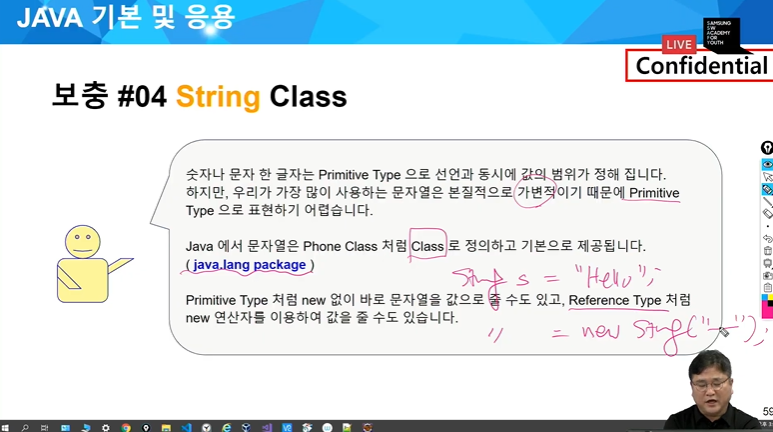 JAVA 기본 및 응용
SAMSUNG
SW
ACADEMY
FOR
YOUTH
LIVE
Confidential
보충 #04 String Class
숫자나 문자 한 글자는 Primitive Type 으로 선언과 동시에 값의 범위가 정해 집니다.
하지만, 우리가 가장 많이 사용하는 문자열은 본질적으로 가변적이기 때문에 Primitive
Type 으로 표현하기 어렵습니다.
Java 에서 문자열은 Phone Class 처럼 Class 로 정의하고 기본으로 제공됩니다.
( java.lang package )
String s = "Hello";
Primitive Type 처럼 new 없이 바로 문자열을 값으로 줄 수도 있고, Reference Type 처럼
new 연산자를 이용하여 값을 줄 수도 있습니다.
" = new String("―");
59